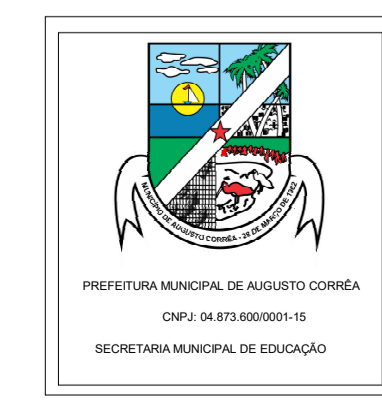 MUNICÍPIO DE AUGUSTO CORRÊA - 28 DE MARÇO DE 1962
PREFEITURA MUNICIPAL DE AUGUSTO CORRÊA
CNPJ: 04.873.600/0001-15
SECRETARIA MUNICIPAL DE EDUCAÇÃO